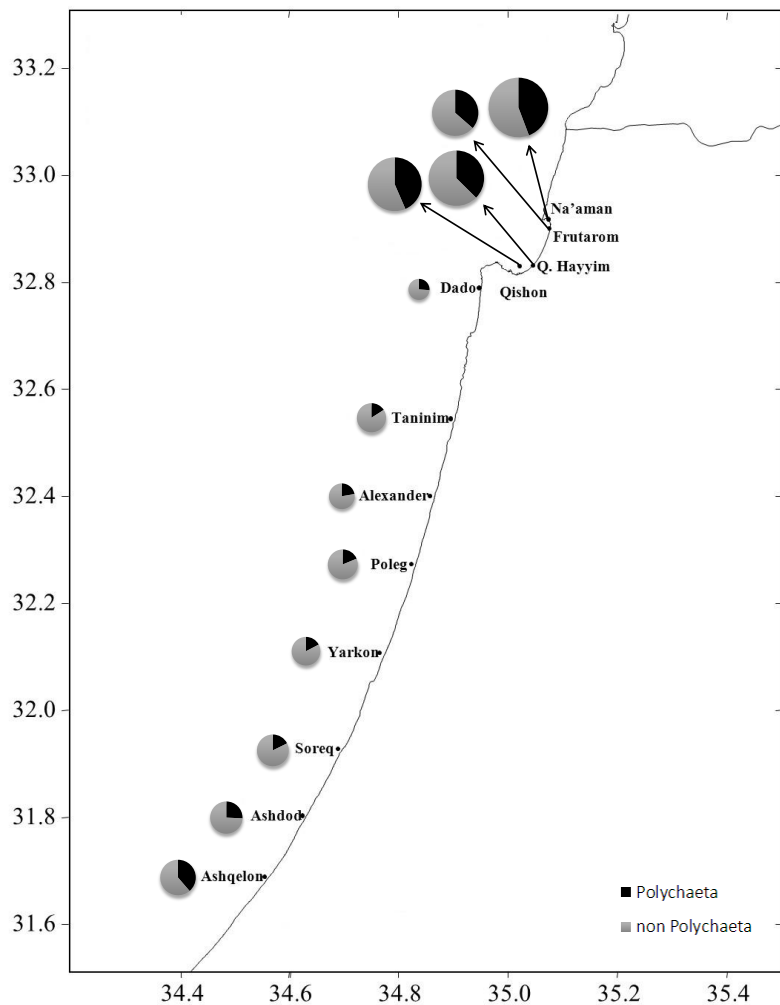 33.2
33.0
Na’aman
Frutarom
Q. Hayyim
32.8
Dado
Qishon
32.6
Taninim
32.4
Alexander
Poleg
32.2
Yarkon
32.0
Soreq
31.8
Ashdod
Ashqelon
Polychaeta
31.6
non Polychaeta
34.4 34.6 34.8 35.0 35.2 35.4